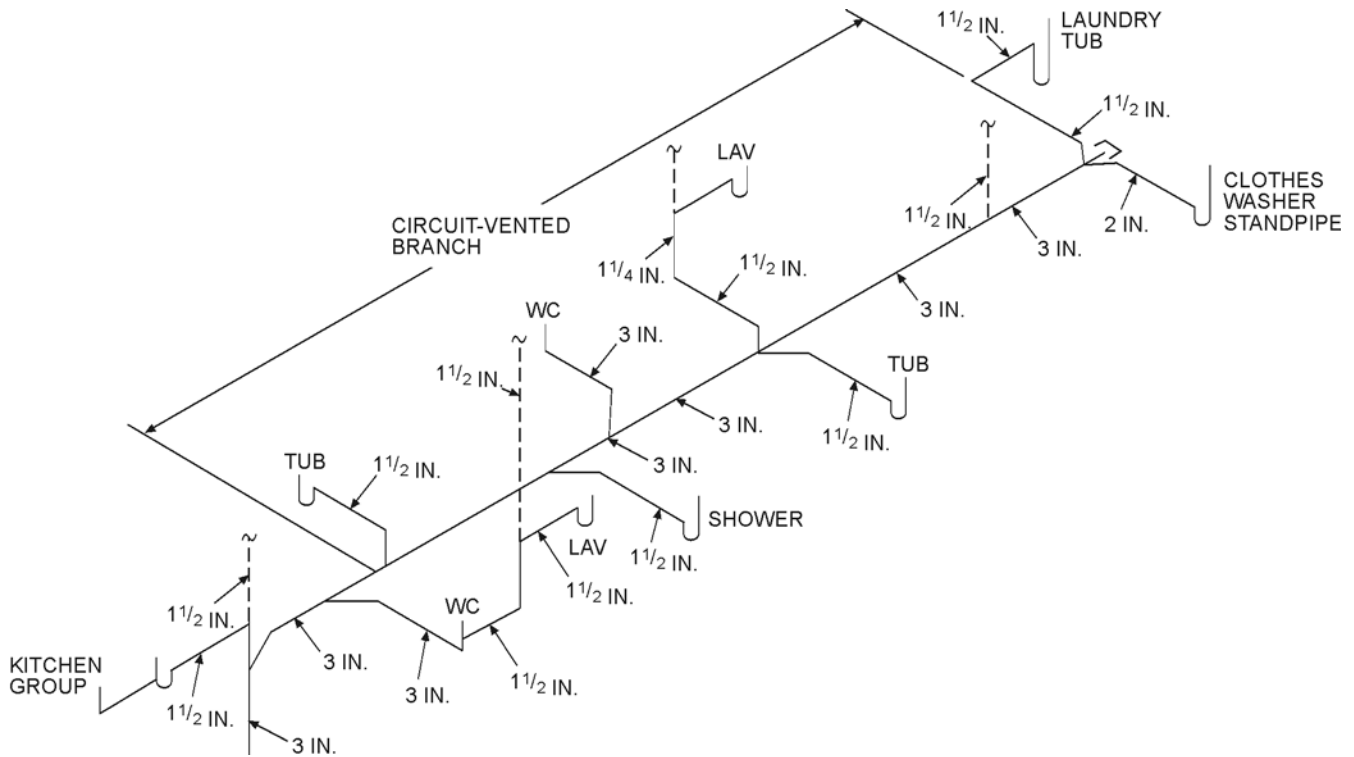 1 1/2 IN.
LAUNDRY
TUB
1 1/2 IN.
LAV
CLOTHES
WASHER
STANDPIPE
1 1/2 IN.
2 IN.
3 IN.
CIRCUIT-VENTED
BRANCH
1 1/4 IN.
1 1/2 IN.
3 IN.
WC
3 IN.
TUB
1 1/2 IN.
1 1/2 IN.
3 IN.
3 IN.
TUB
1 1/2 IN.
SHOWER
1 1/2 IN.
LAV
1 1/2 IN.
1 1/2 IN.
WC
3 IN.
3 IN.
1 1/2 IN.
KITCHEN
GROUP
1 1/2 IN.
3 IN.